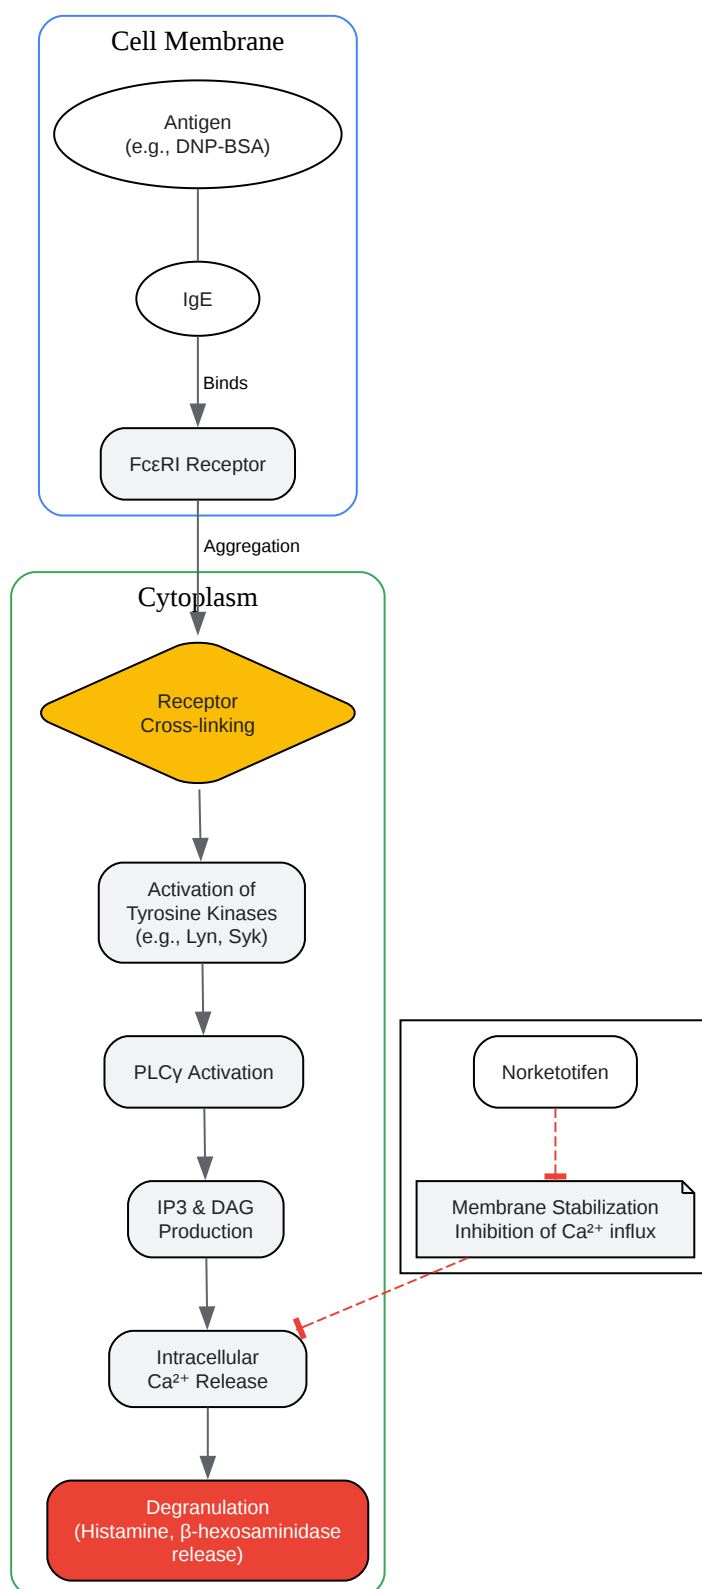 Cell Membrane
Antigen
(e.g., DNP-BSA)
IgE
Binds
FcεRI Receptor
Aggregation
Cytoplasm
Receptor
Cross-linking
Activation of
Tyrosine Kinases
(e.g., Lyn, Syk)
PLCγ Activation
Norketotifen
IP3 & DAG
Production
Membrane Stabilization
Inhibition of Ca²⁺ influx
Intracellular
Ca²⁺ Release
Degranulation
(Histamine, β-hexosaminidase
release)